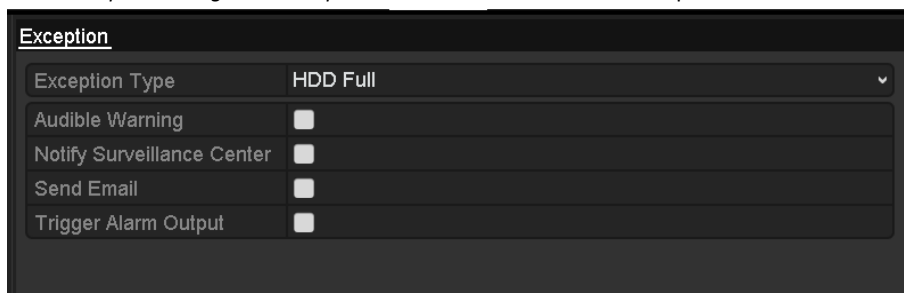 Exception
Exception Type HDD Full
Audible Warning
Notify Surveillance Center
Send Email
Trigger Alarm Output